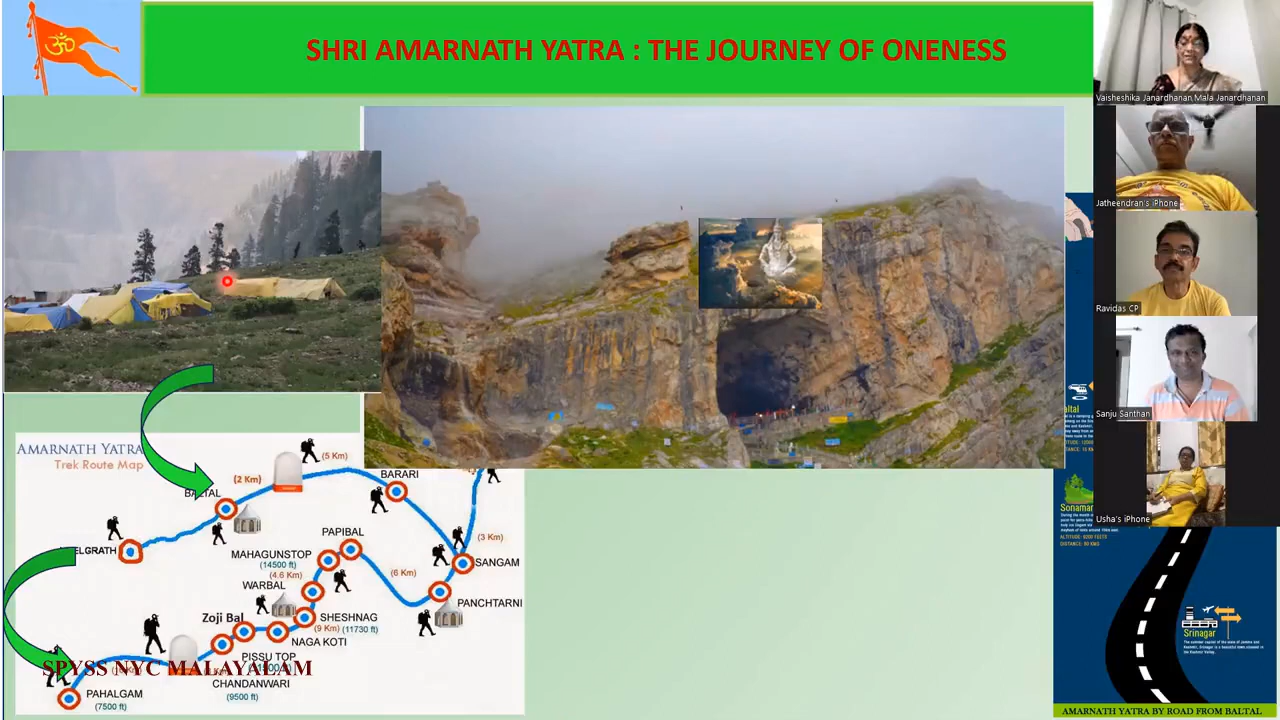 ॐ
SHRI AMARNATH YATRA : THE JOURNEY OF ONENESS
Vaisheshika Janardhanan Mala Janardhanan
Jatheendran's iPhone
Ravidas CP
Sanju Santhan
Usha's iPhone
AMARNATH YATRA
Trek Route Map
(2 Km)
(5 Km)
BARARI
BALTAL
(3 Km)
SANGAM
PAPIBAL
MAHAGUNSTOP
(14500 ft)
(4.6 Km)
(6 Km)
WARBAL
PANCHTARNI
Zoji Bal
SHESHNAG
(9 Km) (11730 ft)
NAGA KOTI
PISSU TOP
CHANDANWARI
(9500 ft)
PAHALGAM
(7500 ft)
SPYSS NYC MALAYALAM
Srinagar
AMARNATH YATRA BY ROAD FROM BALTAL